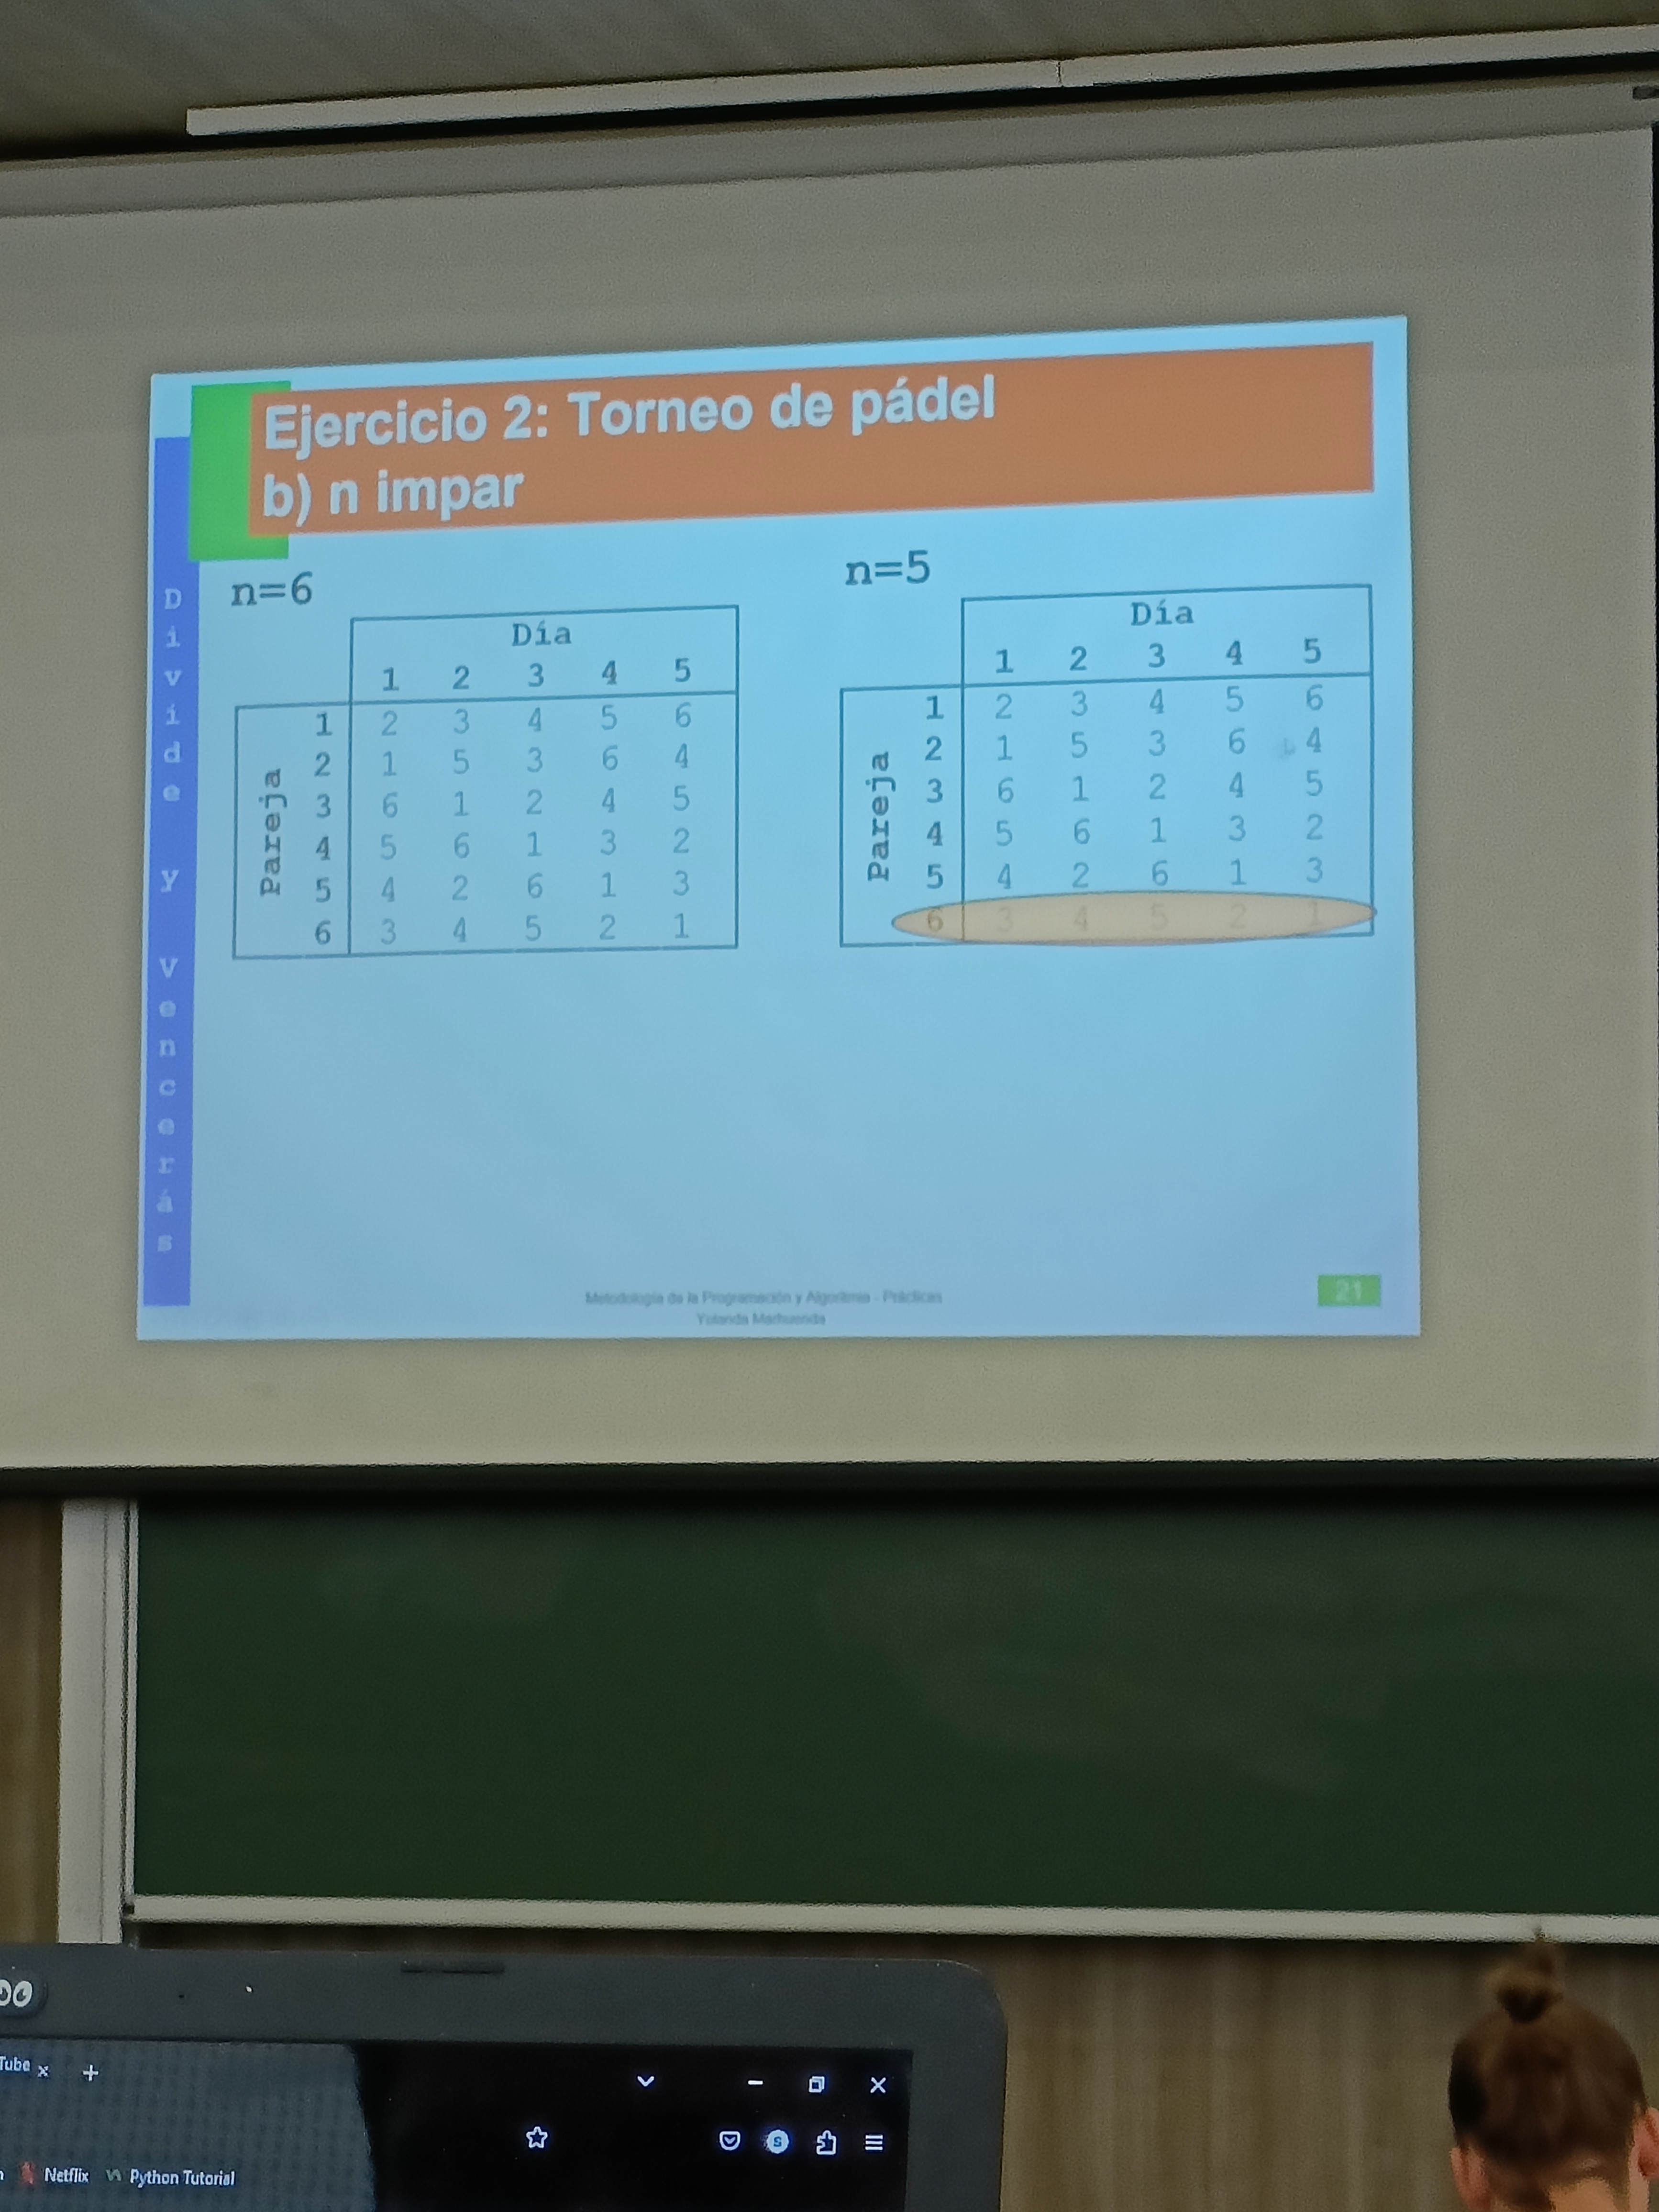 Ejercicio 2: Torneo de pádel
b) n impar
Divide y Vencerás
n=6
Día
1 2 3 4 5
Pareja
1 2 3 4 5 6
2 1 5 3 6 4
3 6 1 2 4 5
4 5 6 1 3 2
5 4 2 6 1 3
6 3 4 5 2 1
n=5
Día
1 2 3 4 5
Pareja
1 2 3 4 5 6
2 1 5 3 6 4
3 6 1 2 4 5
4 5 6 1 3 2
5 4 2 6 1 3
6 3 4 5 2 1
Metodología de la Programación y Algoritmia - Prácticas
Yolanda Marhuenda
21
Tube x +
S
Netflix Python Tutorial